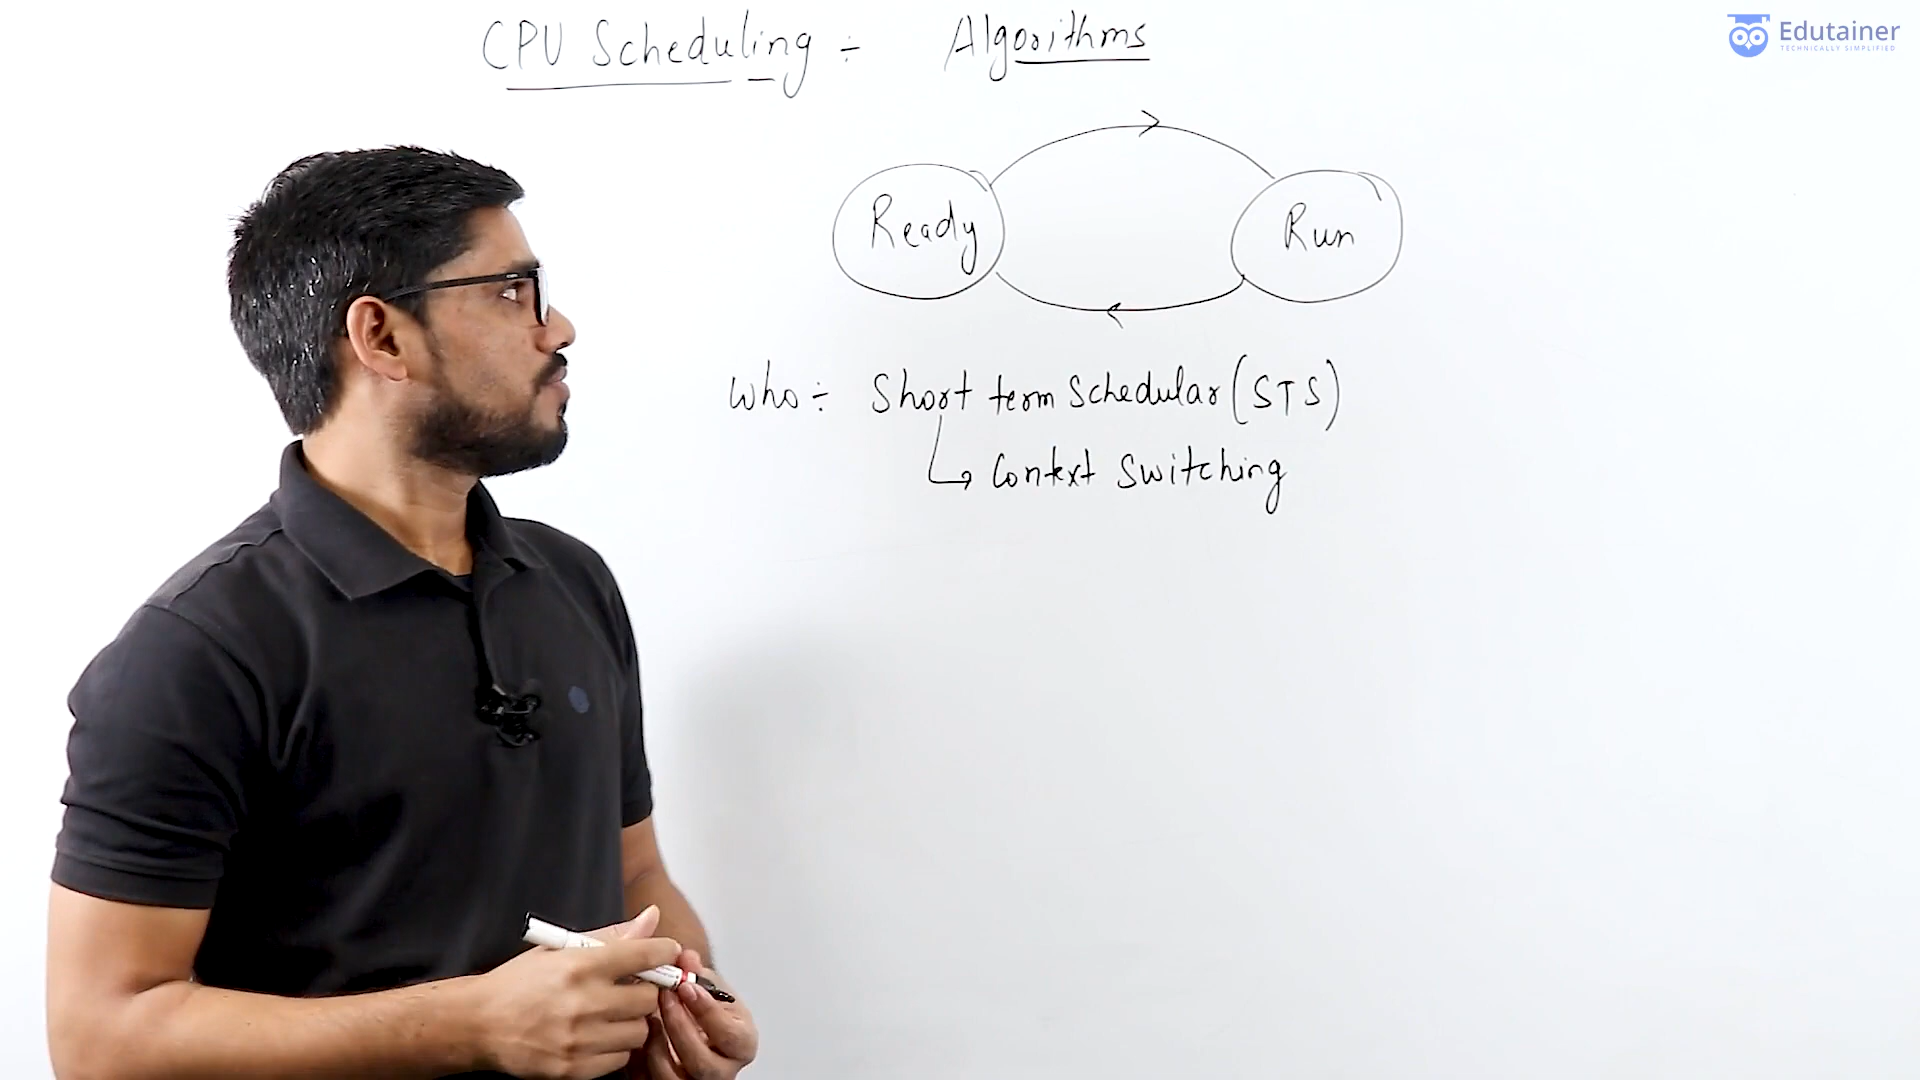 CPU Scheduling ÷ Algorithms
Edutainer
TECHNICALLY SIMPLIFIED
Ready
Run
Who ÷ Short term Schedular (STS)
↳ Context Switching